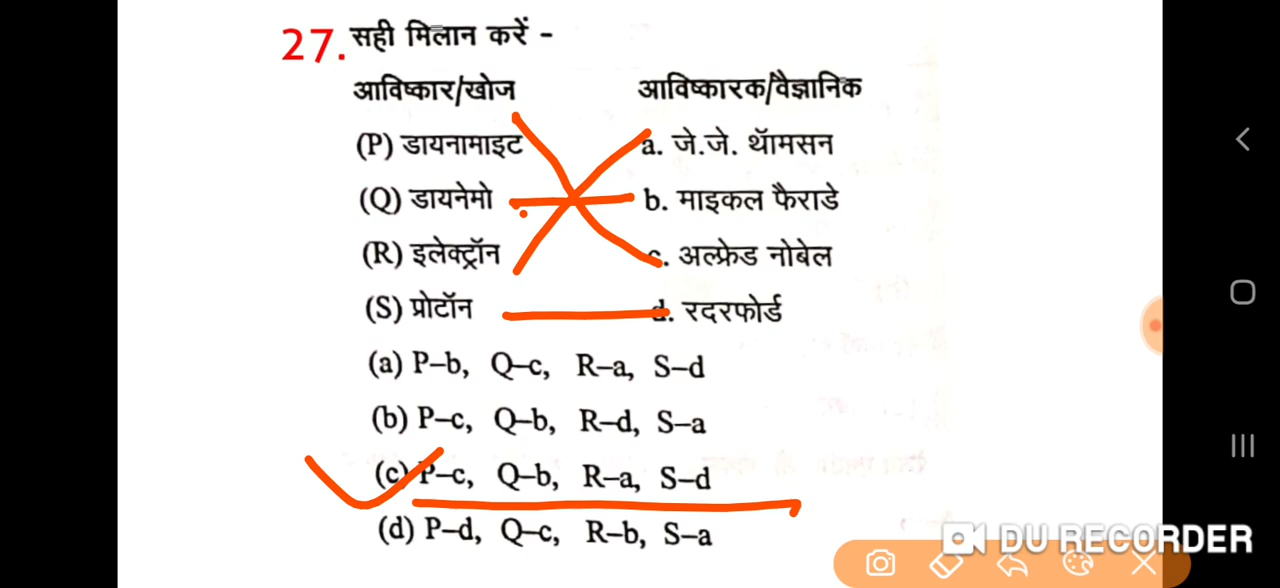 27. सही मिलान करें -
आविष्कार/खोज आविष्कारक/वैज्ञानिक
(P) डायनामाइट a. जे.जे. थॅामसन
(Q) डायनेमो b. माइकल फैराडे
(R) इलेक्ट्रॉन c. अल्फ्रेड नोबेल
(S) प्रोटॉन d. रदरफोर्ड
(a) P–b, Q–c, R–a, S–d
(b) P–c, Q–b, R–d, S–a
(c) P–c, Q–b, R–a, S–d
(d) P–d, Q–c, R–b, S–a
DU RECORDER